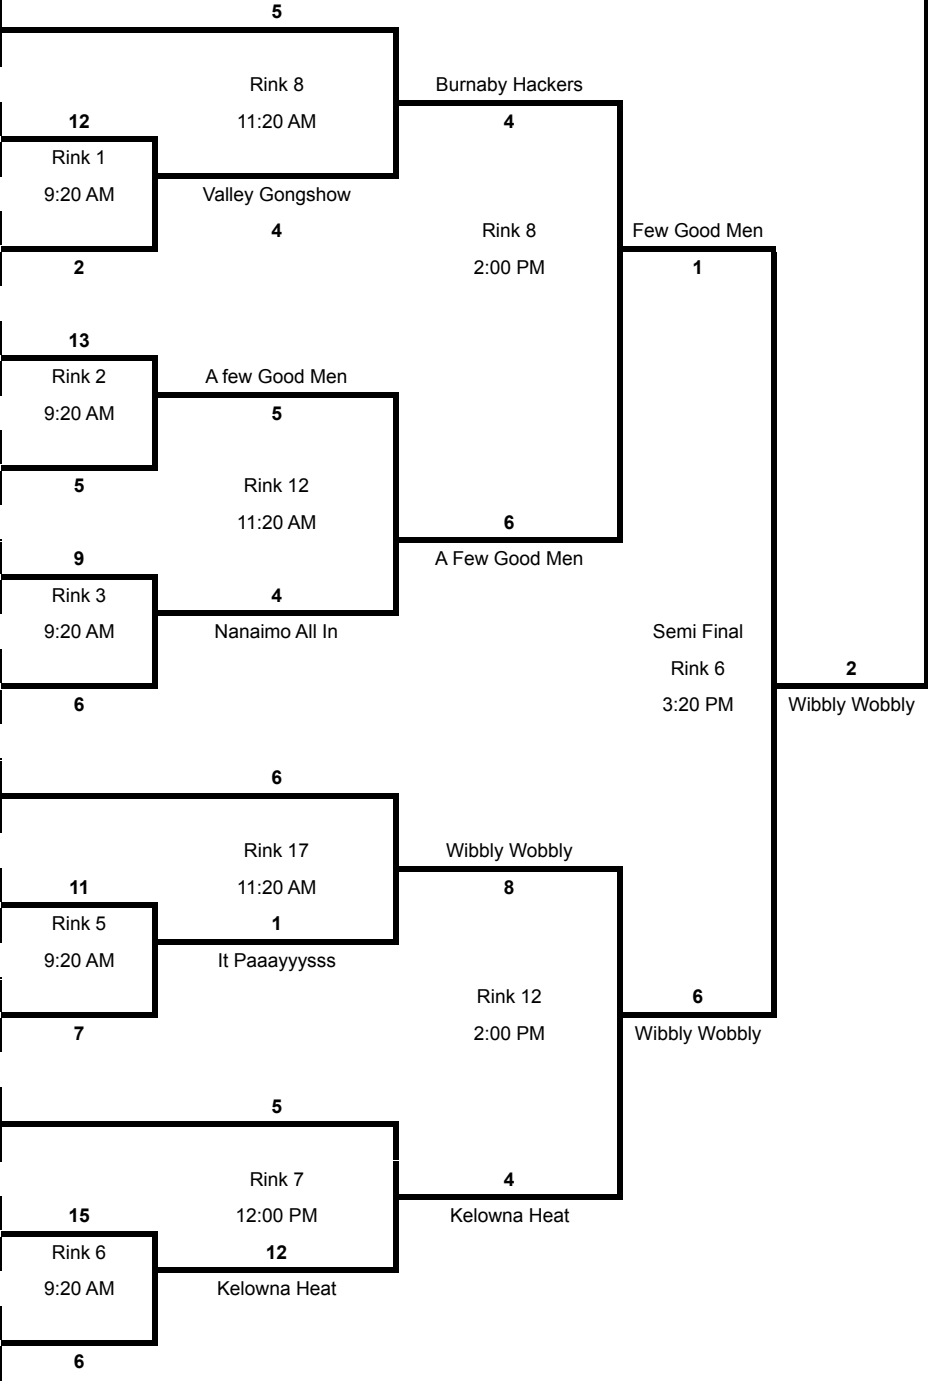 5
Rink 8
Burnaby Hackers
12
11:20 AM
4
Rink 1
9:20 AM
Valley Gongshow
4
Rink 8
Few Good Men
2
2:00 PM
1
13
Rink 2
A few Good Men
9:20 AM
5
5
Rink 12
11:20 AM
6
9
A Few Good Men
Rink 3
4
9:20 AM
Nanaimo All In
Semi Final
Rink 6
2
6
3:20 PM
Wibbly Wobbly
6
Rink 17
Wibbly Wobbly
11
11:20 AM
8
Rink 5
1
9:20 AM
It Paaayyysss
Rink 12
6
7
2:00 PM
Wibbly Wobbly
5
Rink 7
4
15
12:00 PM
Kelowna Heat
Rink 6
12
9:20 AM
Kelowna Heat
6